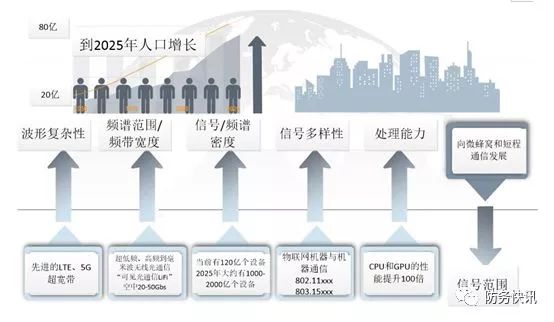 80亿
到2025年人口增长
20亿
波形复杂性
频谱范围/
频带宽度
信号/频谱
密度
信号多样性
处理能力
向微蜂窝和短程
通信发展
先进的LTE、5G
超宽带
超低频、高频到毫
米波无线光通信
“可见光通信LiFi”
空中20-50Gbs
当前有120亿个设备
2025年大约有1000-
2000亿个设备
物联网机器与机
器通信
802.11xxx
803.15xxx
CPU和GPU的性
能提升100倍
信号范围
防务快讯